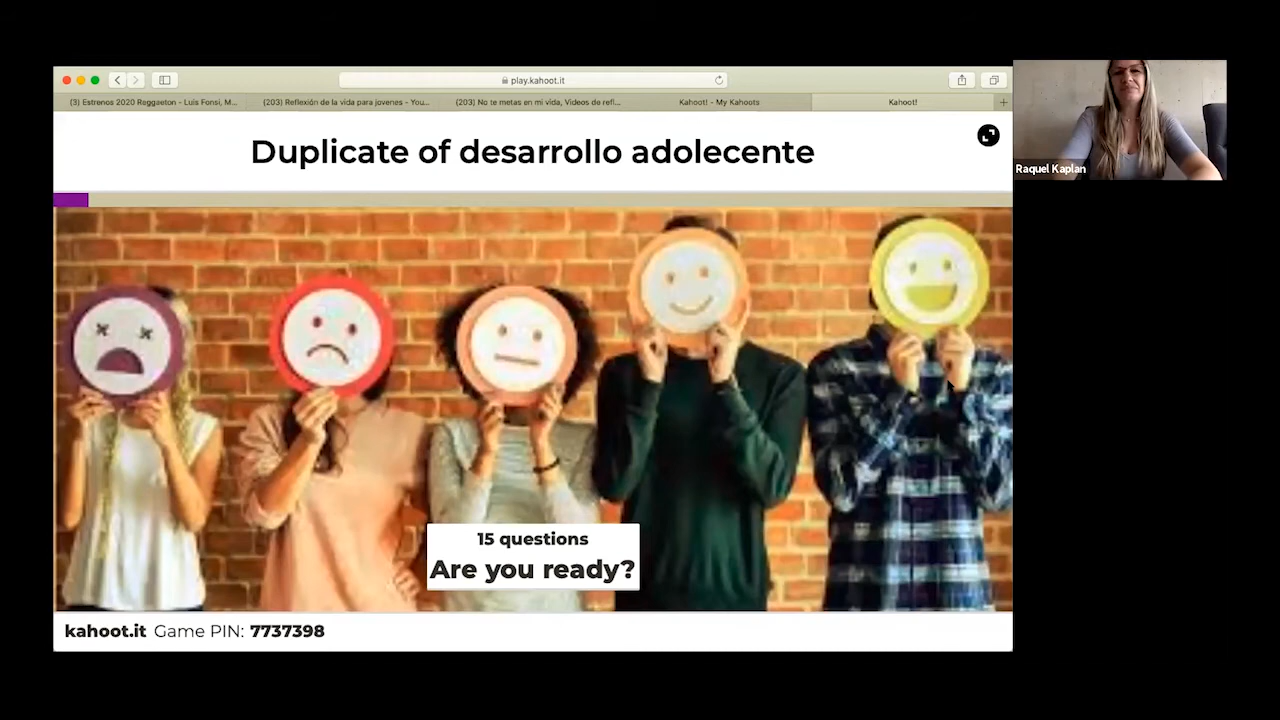 play.kahoot.it
(3) Estrenos 2020 Reggaeton - Luis Fonsi, M...
(203) Reflexión de la vida para jovenes - You...
(203) No te metas en mi vida, Videos de refl...
Kahoot! - My Kahoots
Kahoot!
Duplicate of desarrollo adolecente
Raquel Kaplan
15 questions
Are you ready?
kahoot.it Game PIN: 7737398